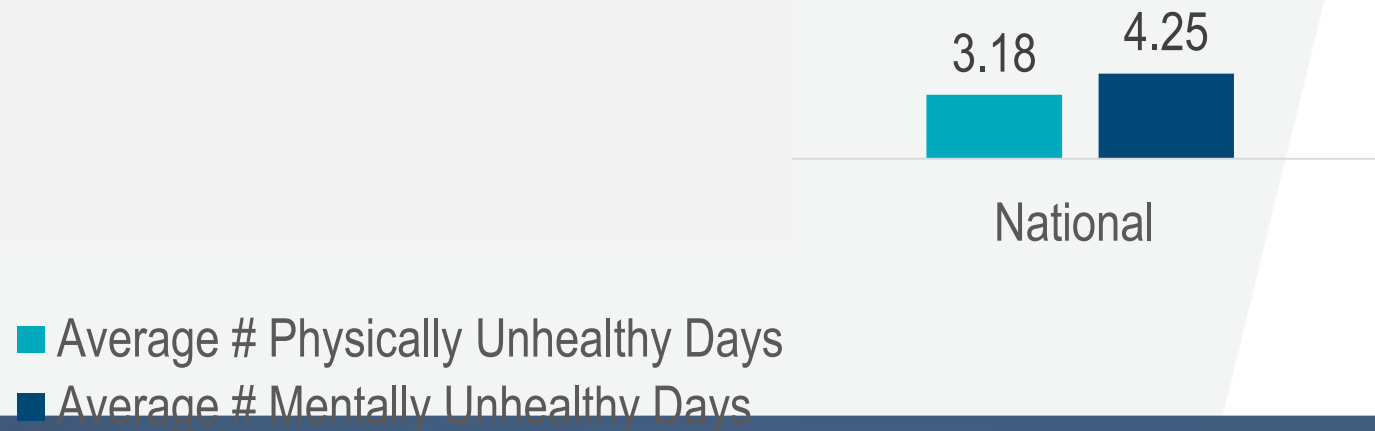 3.18
4.25
National
Average # Physically Unhealthy Days
Average # Mentally Unhealthy Days